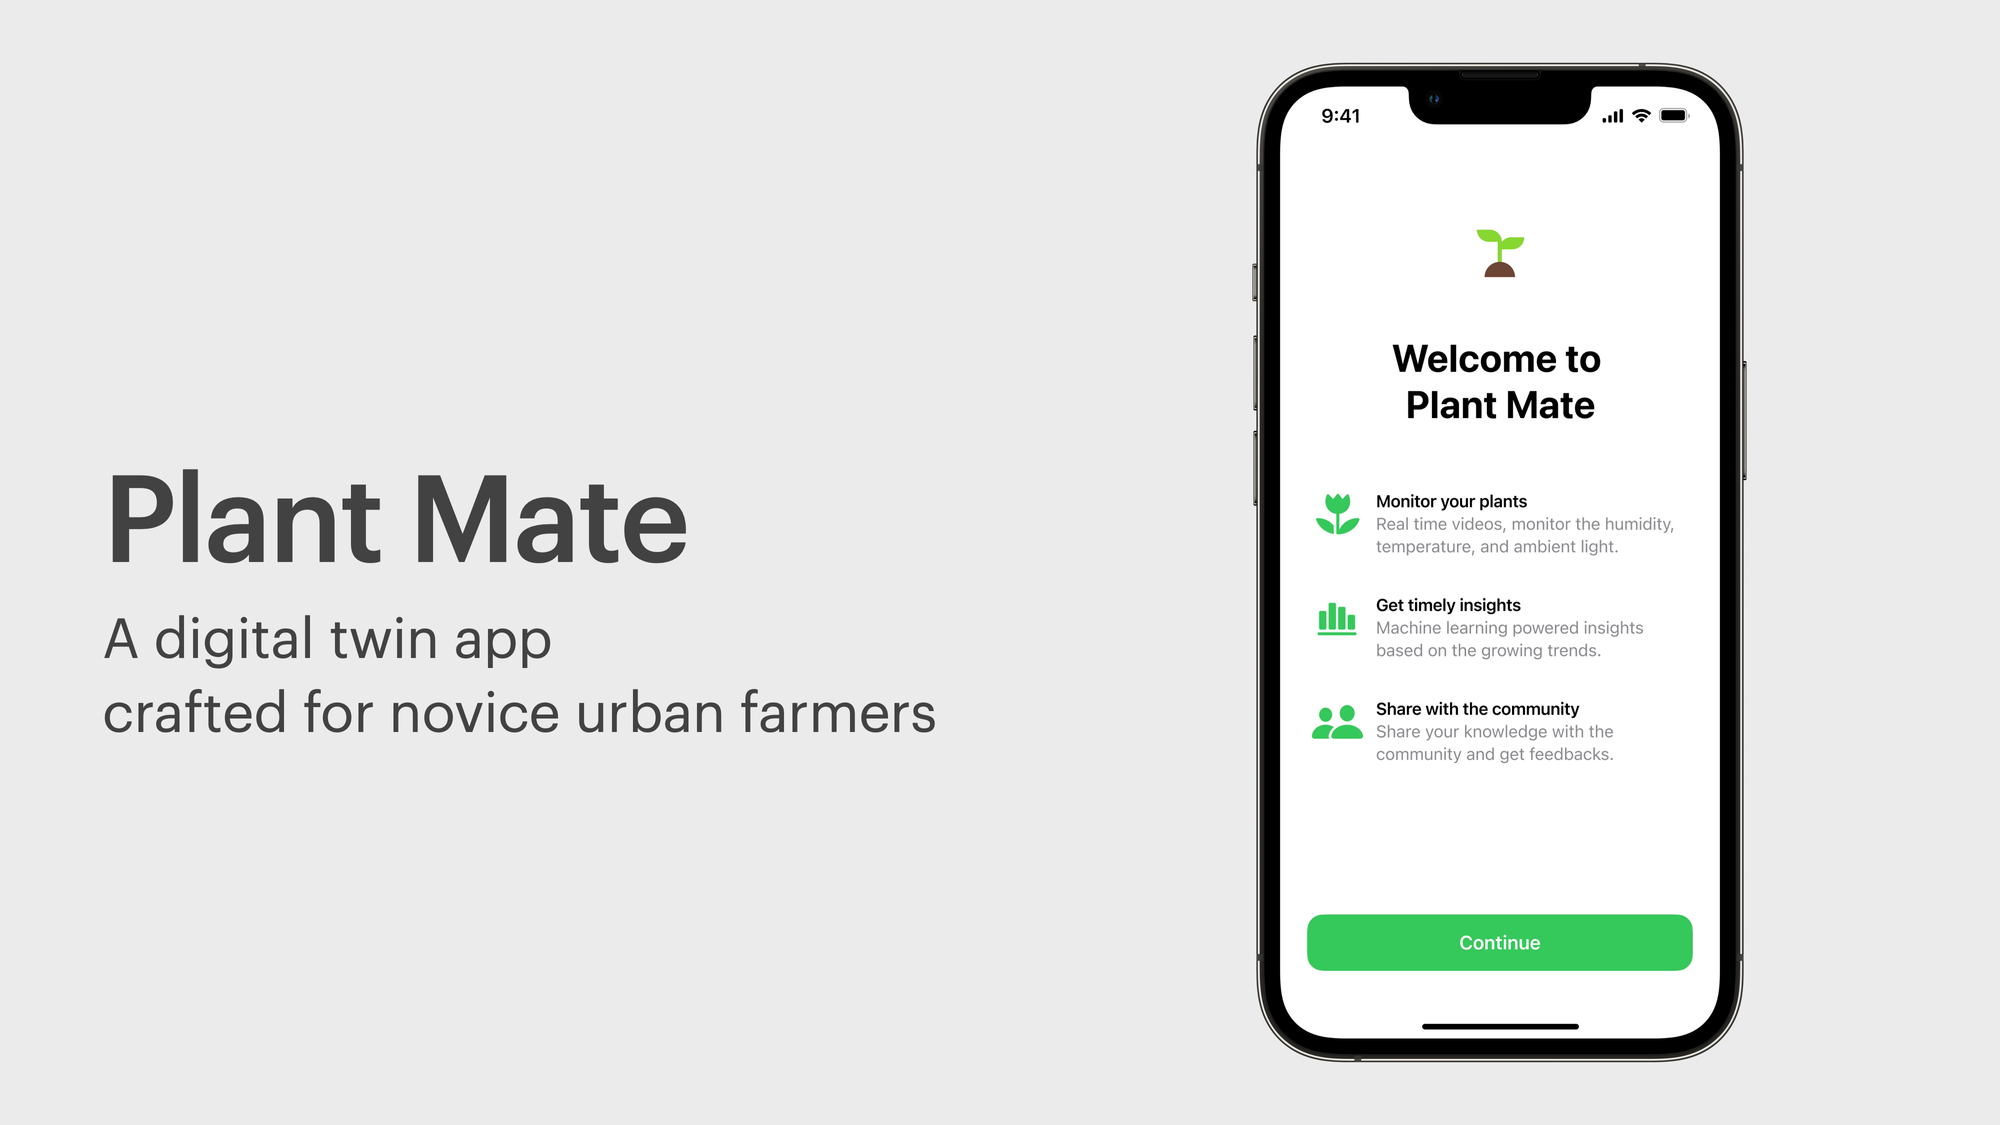 Plant Mate
A digital twin app
crafted for novice urban farmers
9:41
Welcome to
Plant Mate
Monitor your plants
Real time videos, monitor the humidity,
temperature, and ambient light.
Get timely insights
Machine learning powered insights
based on the growing trends.
Share with the community
Share your knowledge with the
community and get feedbacks.
Continue